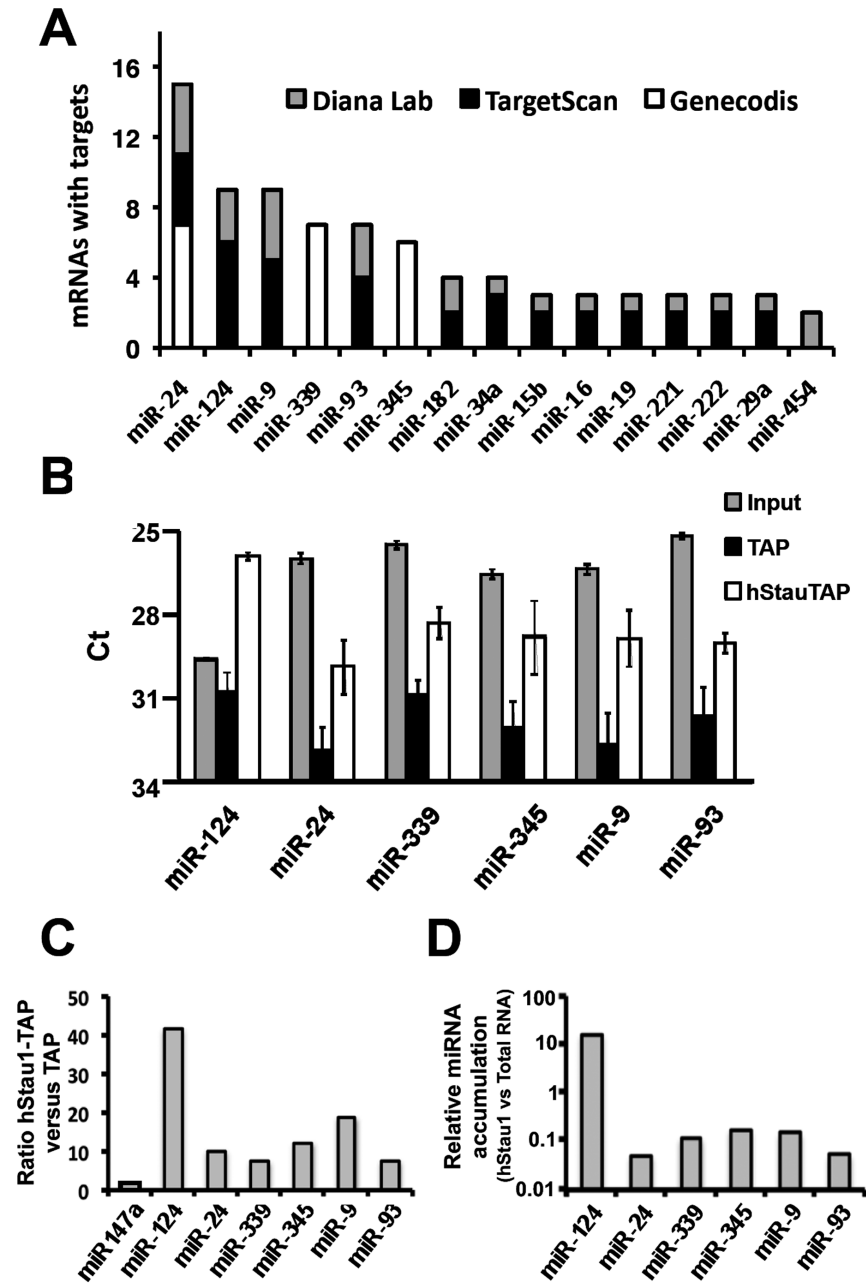 A
mRNAs with targets
16
12
8
4
0
Diana Lab
TargetScan
Genecodis
miR-24
miR-124
miR-9
miR-339
miR-93
miR-345
miR-182
miR-34a
miR-15b
miR-16
miR-19
miR-221
miR-222
miR-29a
miR-454
B
Ct
25
28
31
34
Input
TAP
hStauTAP
miR-124
miR-24
miR-339
miR-345
miR-9
miR-93
C
Ratio hStau1-TAP
versus TAP
50
40
30
20
10
0
miR147a
miR-124
miR-24
miR-339
miR-345
miR-9
miR-93
D
Relative miRNA
accumulation
(hStau1 vs Total RNA)
100
10
1
0.1
0.01
miR-124
miR-24
miR-339
miR-345
miR-9
miR-93